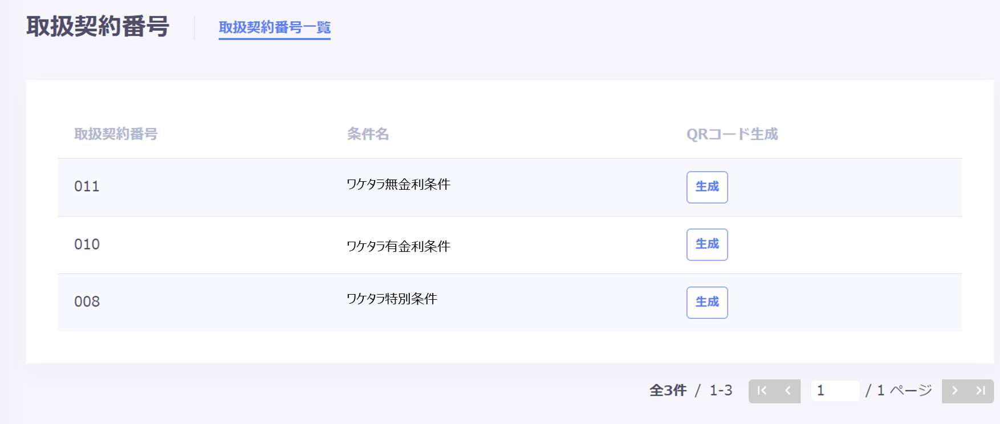 取扱契約番号 取扱契約番号一覧
取扱契約番号 条件名 QRコード生成
011 ワケタラ無金利条件 生成
010 ワケタラ有金利条件 生成
008 ワケタラ特別条件 生成
全3件 / 1-3 1 / 1 ページ